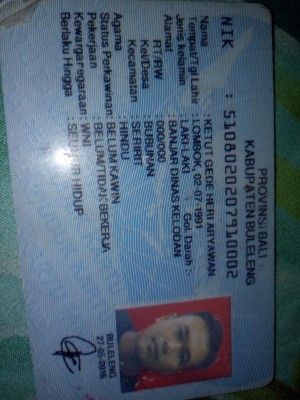 PROVINSI BALI
KABUPATEN BULELENG
NIK : 5108020207910002
Nama : KETUT GEDE HERI ARYAWAN
Tempat/Tgl Lahir : LOMBOK, 02-07-1991
Jenis kelamin : LAKI-LAKI Gol. Darah : -
Alamat : BANJAR DINAS KELODAN
RT/RW : 000/000
Kel/Desa : BUBUNAN
Kecamatan : SERIRIT
Agama : HINDU
Status Perkawinan: BELUM KAWIN
Pekerjaan : BELUM/TIDAK BEKERJA
Kewarganegaraan: WNI
Berlaku Hingga : SEUMUR HIDUP
BULELENG
27-05-2016